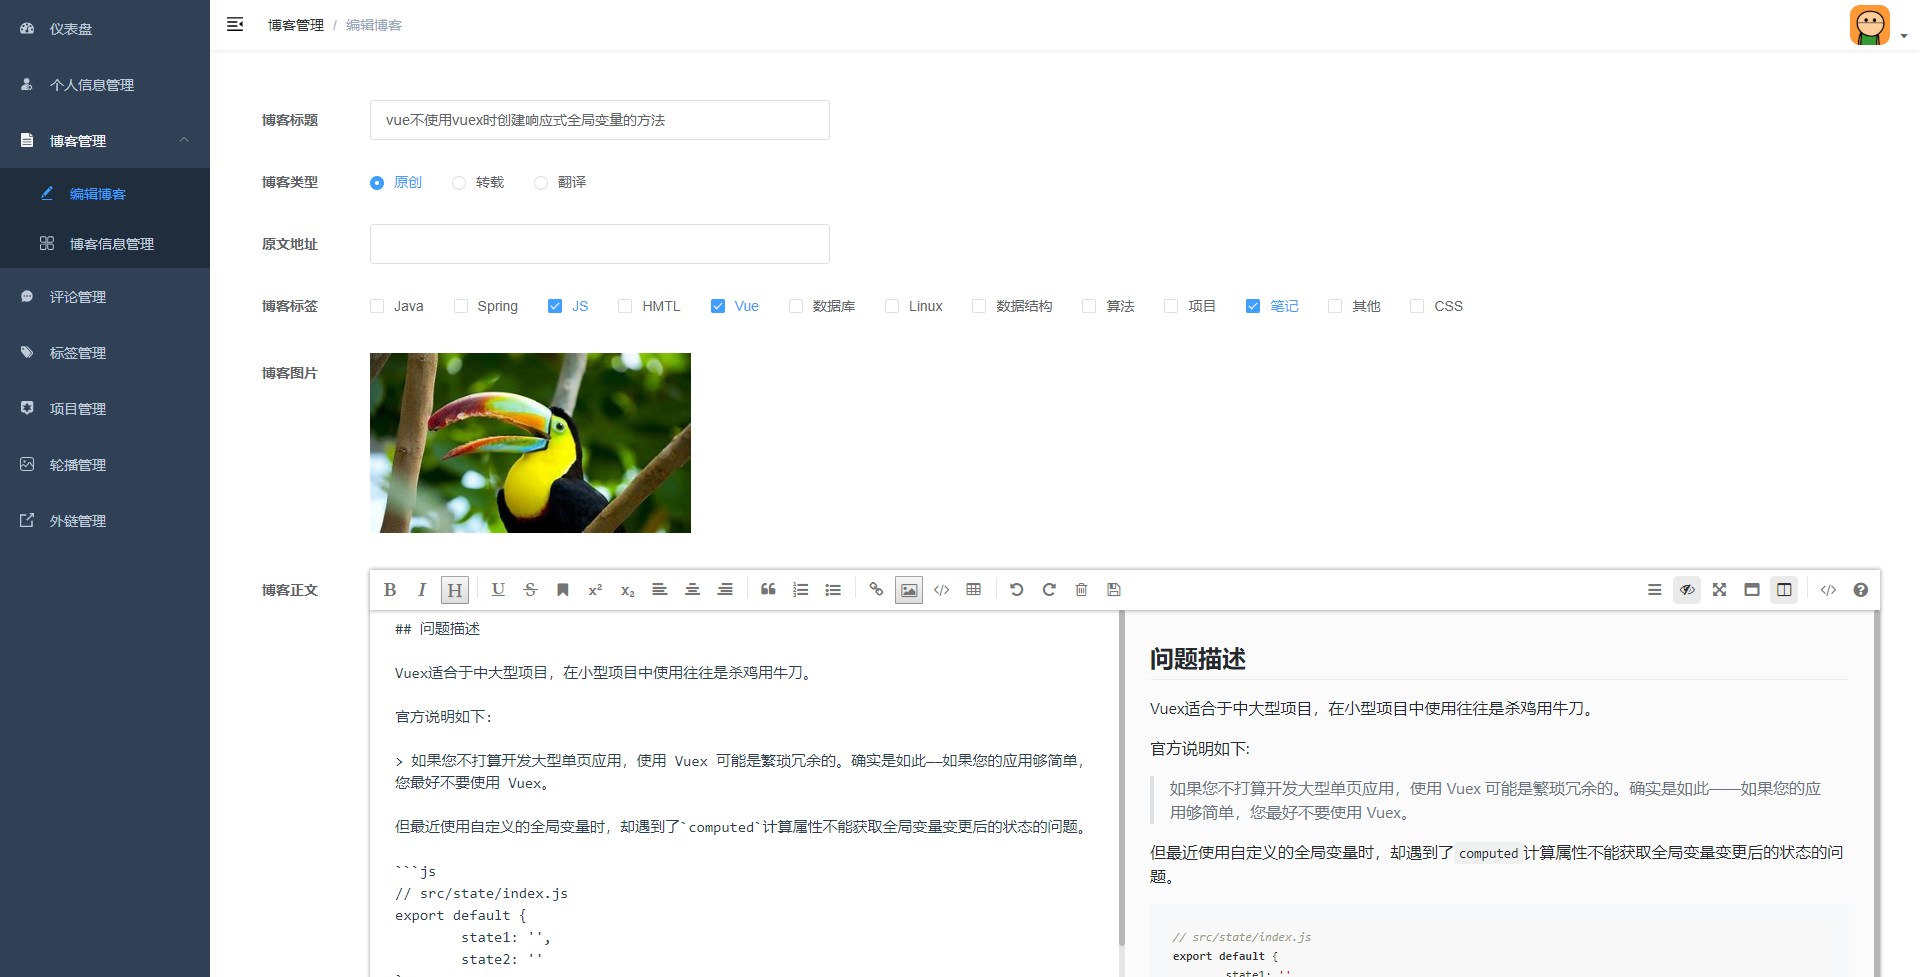 仪表盘
个人信息管理
博客管理
编辑博客
博客信息管理
评论管理
标签管理
项目管理
轮播管理
外链管理
博客管理 / 编辑博客
博客标题 vue不使用vuex时创建响应式全局变量的方法
博客类型 原创 转载 翻译
原文地址
博客标签 Java Spring JS HMTL Vue 数据库 Linux 数据结构 算法 项目 笔记 其他 CSS
博客图片
博客正文
## 问题描述
Vuex适合于中大型项目，在小型项目中使用往往是杀鸡用牛刀。
官方说明如下：
> 如果您不打算开发大型单页应用，使用 Vuex 可能是繁琐冗余的。确实是如此——如果您的应用够简单，
您最好不要使用 Vuex。
但最近使用自定义的全局变量时，却遇到了`computed`计算属性不能获取全局变量变更后的状态的问题。
```js
// src/state/index.js
export default {
state1: '',
state2: ''
问题描述
Vuex适合于中大型项目，在小型项目中使用往往是杀鸡用牛刀。
官方说明如下：
如果您不打算开发大型单页应用，使用 Vuex 可能是繁琐冗余的。确实是如此——如果您的应
用够简单，您最好不要使用 Vuex。
但最近使用自定义的全局变量时，却遇到了 computed 计算属性不能获取全局变量变更后的状态的问
题。
// src/state/index.js
export default {
state1: ''